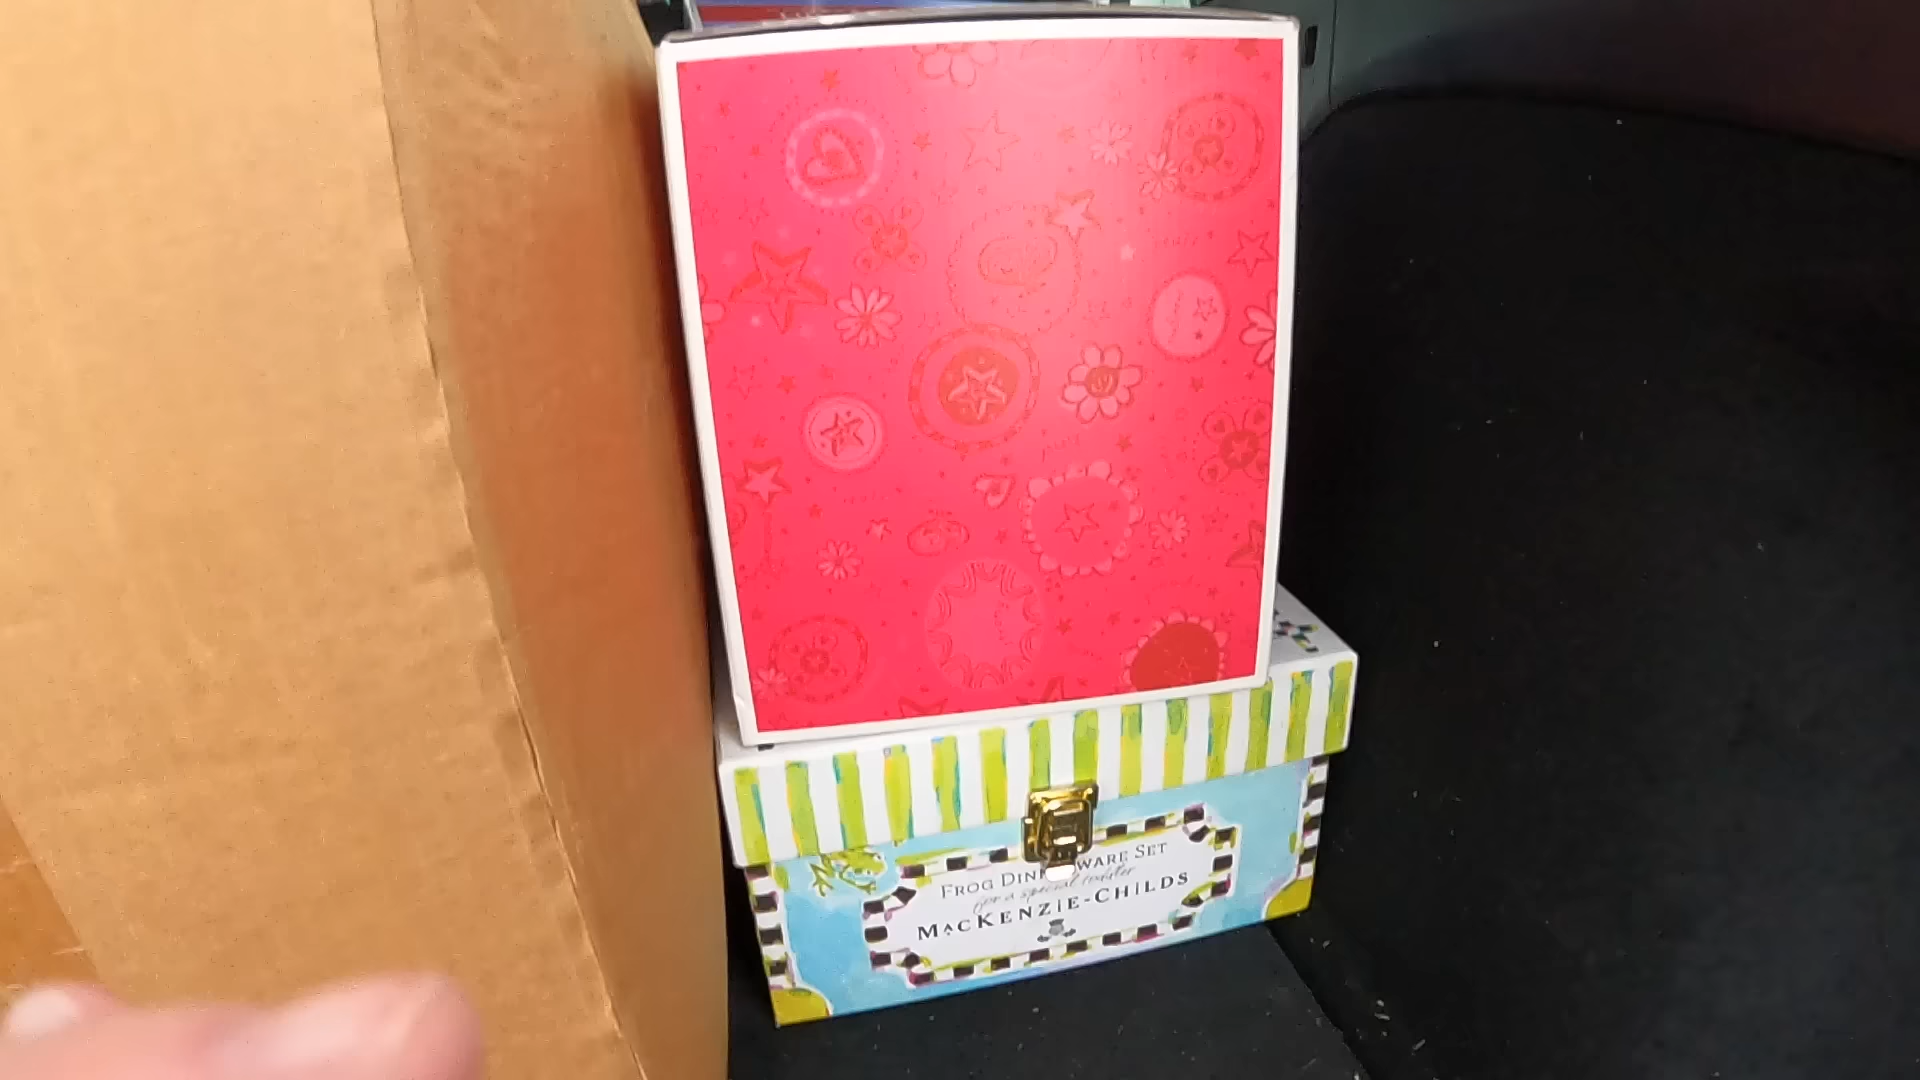 FROG DIN WARE SET
for a special toddler
MACKENZIE-CHILDS